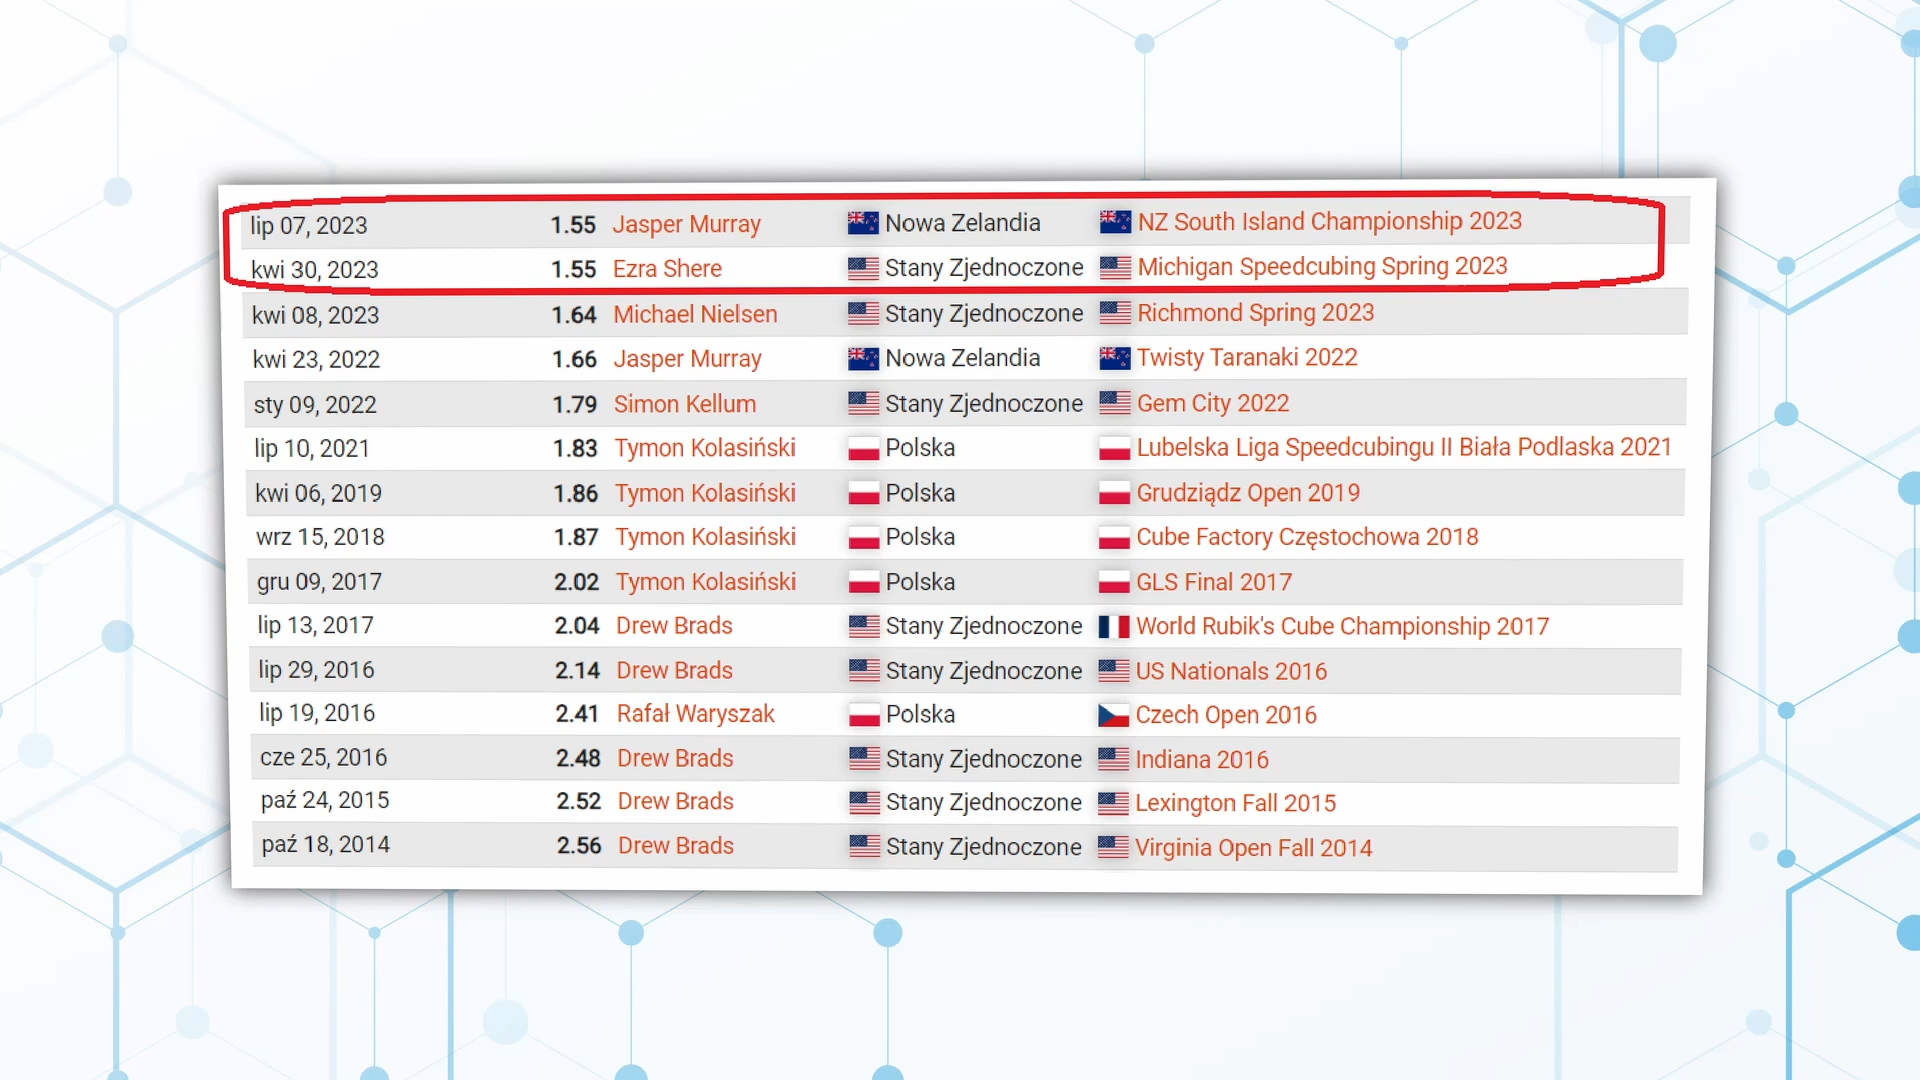 lip 07, 2023 1.55 Jasper Murray Nowa Zelandia NZ South Island Championship 2023
kwi 30, 2023 1.55 Ezra Shere Stany Zjednoczone Michigan Speedcubing Spring 2023
kwi 08, 2023 1.64 Michael Nielsen Stany Zjednoczone Richmond Spring 2023
kwi 23, 2022 1.66 Jasper Murray Nowa Zelandia Twisty Taranaki 2022
sty 09, 2022 1.79 Simon Kellum Stany Zjednoczone Gem City 2022
lip 10, 2021 1.83 Tymon Kolasiński Polska Lubelska Liga Speedcubingu II Biała Podlaska 2021
kwi 06, 2019 1.86 Tymon Kolasiński Polska Grudziądz Open 2019
wrz 15, 2018 1.87 Tymon Kolasiński Polska Cube Factory Częstochowa 2018
gru 09, 2017 2.02 Tymon Kolasiński Polska GLS Final 2017
lip 13, 2017 2.04 Drew Brads Stany Zjednoczone World Rubik's Cube Championship 2017
lip 29, 2016 2.14 Drew Brads Stany Zjednoczone US Nationals 2016
lip 19, 2016 2.41 Rafał Waryszak Polska Czech Open 2016
cze 25, 2016 2.48 Drew Brads Stany Zjednoczone Indiana 2016
paź 24, 2015 2.52 Drew Brads Stany Zjednoczone Lexington Fall 2015
paź 18, 2014 2.56 Drew Brads Stany Zjednoczone Virginia Open Fall 2014